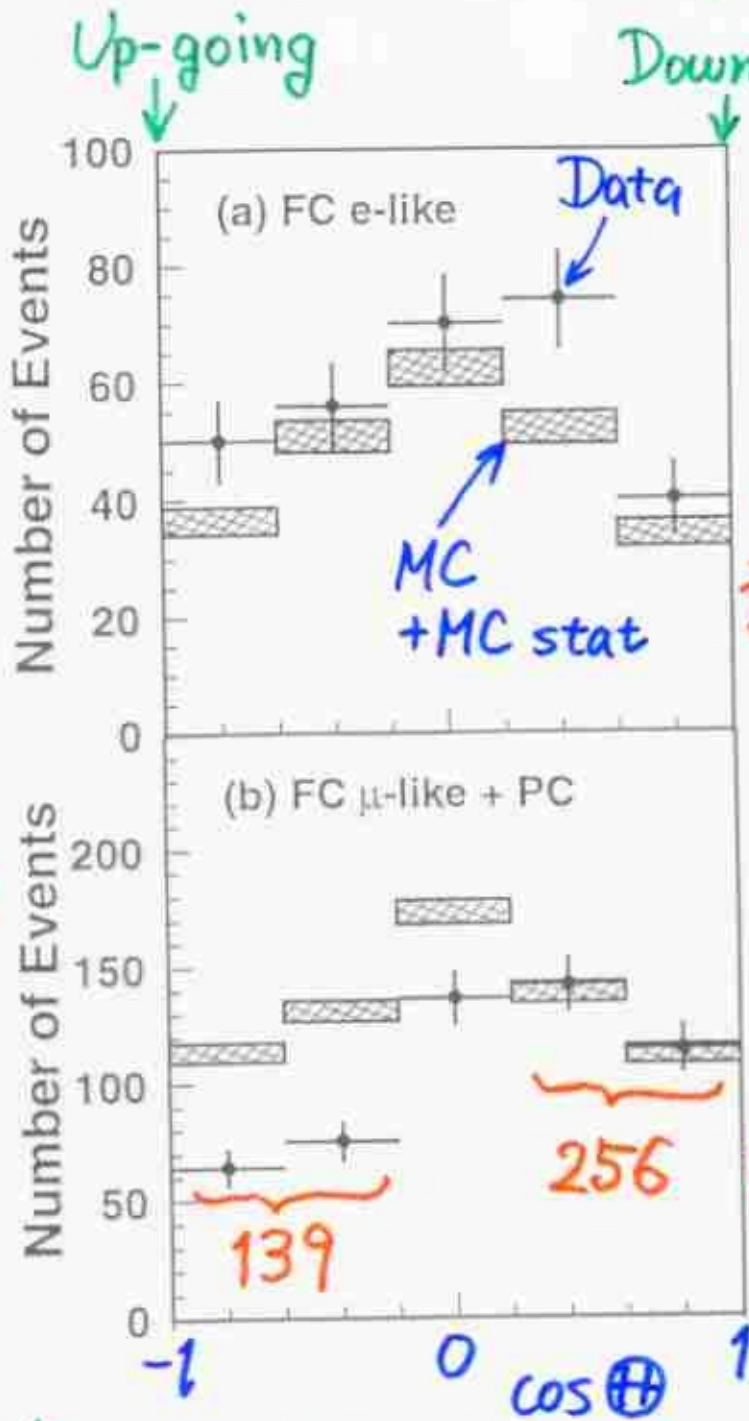 Up-going
100
(a) FC e-like
Data
80
60
40
20
0
Number of Events
MC
+MC stat
(b) FC μ-like + PC
200
150
100
50
0
Number of Events
139
256
-1 0 1
cos Θ